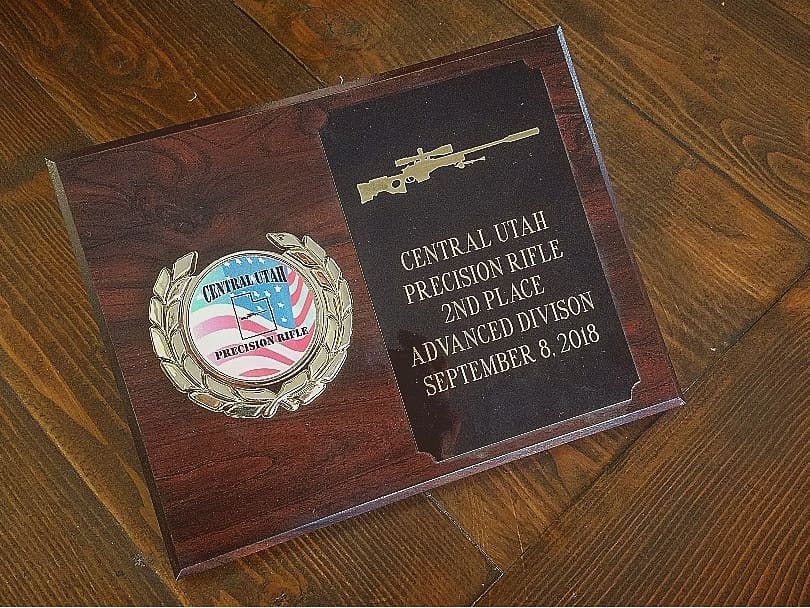 CENTRAL UTAH
PRECISION RIFLE
CENTRAL UTAH
PRECISION RIFLE
2ND PLACE
ADVANCED DIVISON
SEPTEMBER 8, 2018